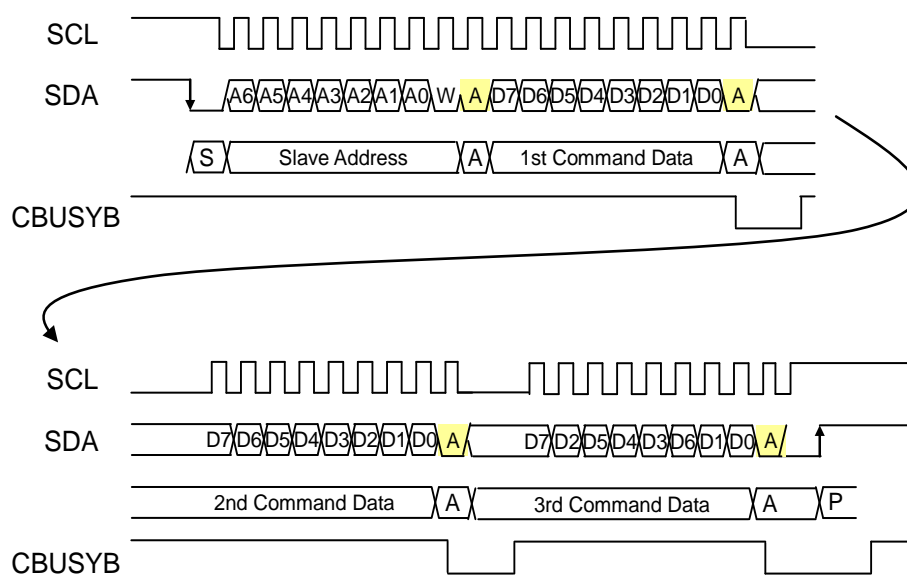 SCL
SDA A6 A5 A4 A3 A2 A1 A0 W A D7 D6 D5 D4 D3 D2 D1 D0 A
S Slave Address A 1st Command Data A
CBUSYB
SCL
SDA D7 D6 D5 D4 D3 D2 D1 D0 A D7 D2 D5 D4 D3 D6 D1 D0 A
2nd Command Data A 3rd Command Data A P
CBUSYB